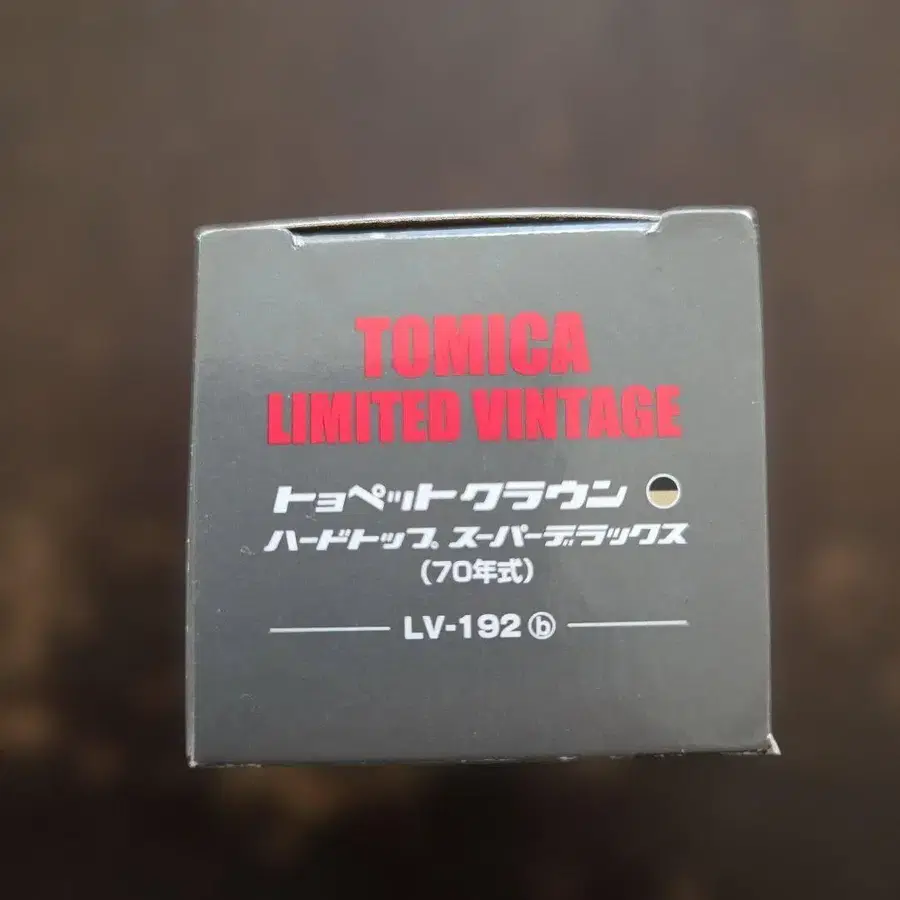 TOMICA
LIMITED VINTAGE
トヨペットクラウン
ハードトップ スーパーデラックス
(70年式)
LV-192 ⓑ